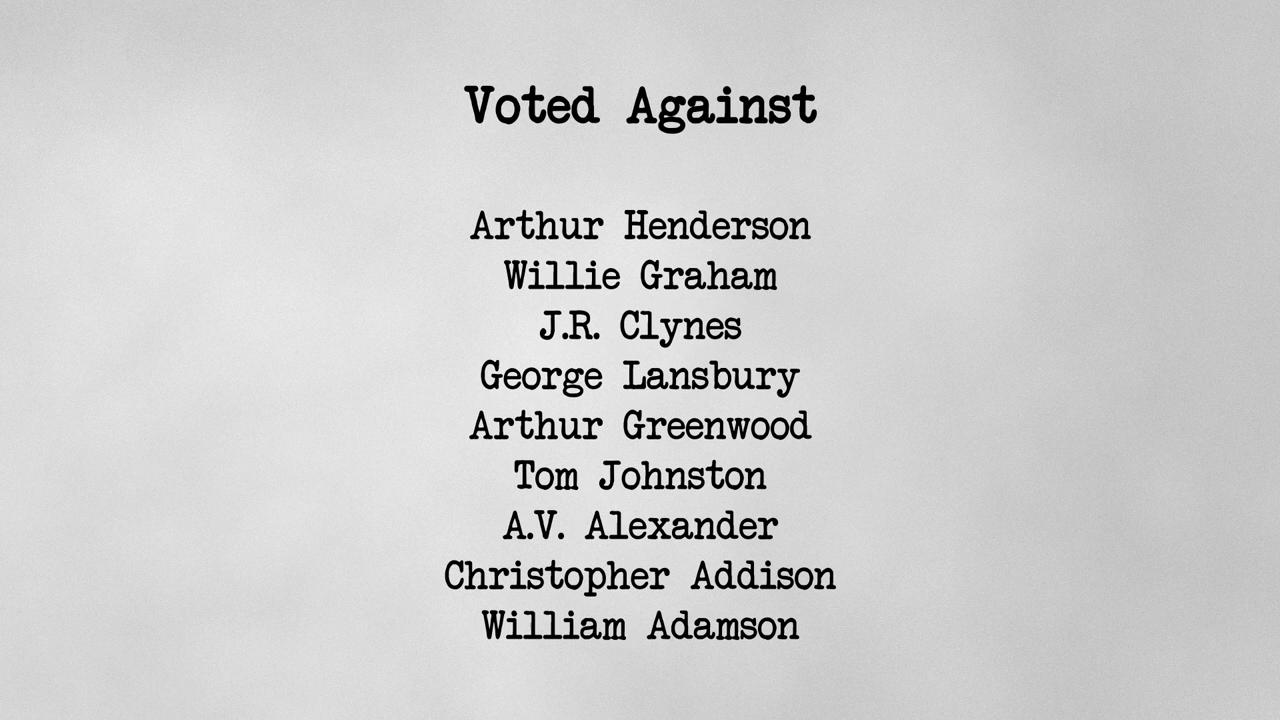 Voted Against
Arthur Henderson
Willie Graham
J.R. Clynes
George Lansbury
Arthur Greenwood
Tom Johnston
A.V. Alexander
Christopher Addison
William Adamson